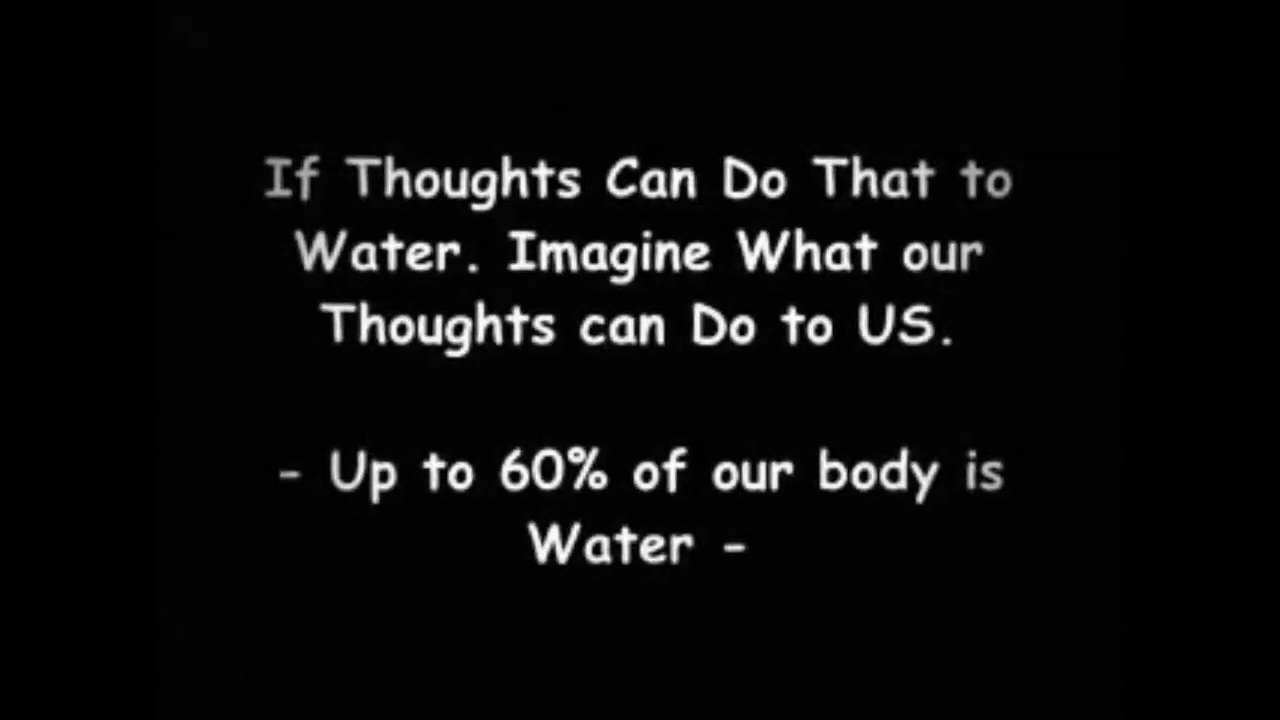 If Thoughts Can Do That to
Water. Imagine What our
Thoughts can Do to US.
- Up to 60% of our body is
Water -